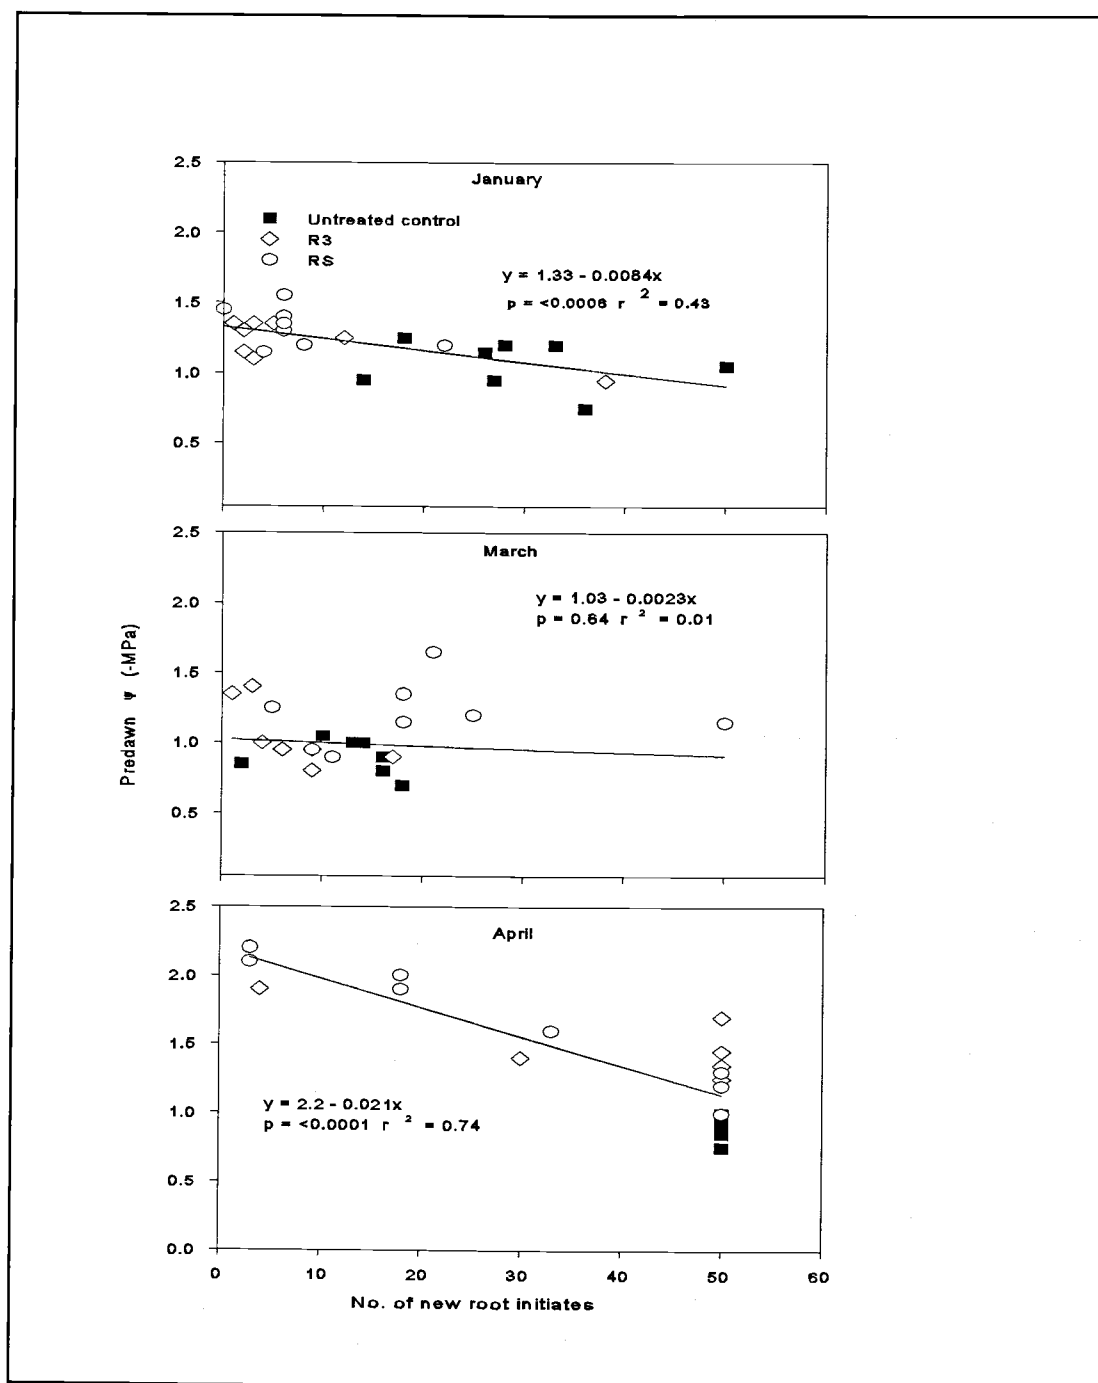 2.5
January
2.0
Untreated control
R3
RS
y = 1.33 - 0.0084x
p = <0.0006 r 2 = 0.43
1.5
1.0
0.5
2.5
March
y = 1.03 - 0.0023x
p = 0.64 r 2 = 0.01
2.0
1.5
1.0
0.5
Predawn Ψ (-MPa)
2.5
April
2.0
1.5
y = 2.2 - 0.021x
p = <0.0001 r 2 = 0.74
1.0
0.5
0.0
0 10 20 30 40 50 60
No. of new root initiates